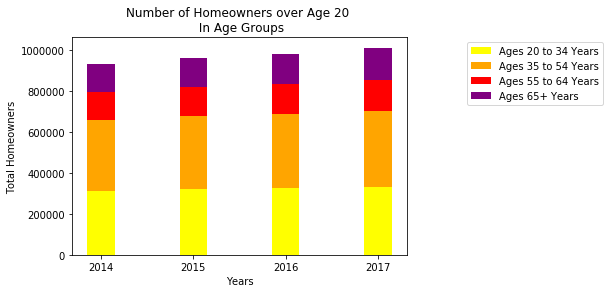 Number of Homeowners over Age 20
In Age Groups
Total Homeowners
1000000
800000
600000
400000
200000
0
2014 2015 2016 2017
Years
Ages 20 to 34 Years
Ages 35 to 54 Years
Ages 55 to 64 Years
Ages 65+ Years